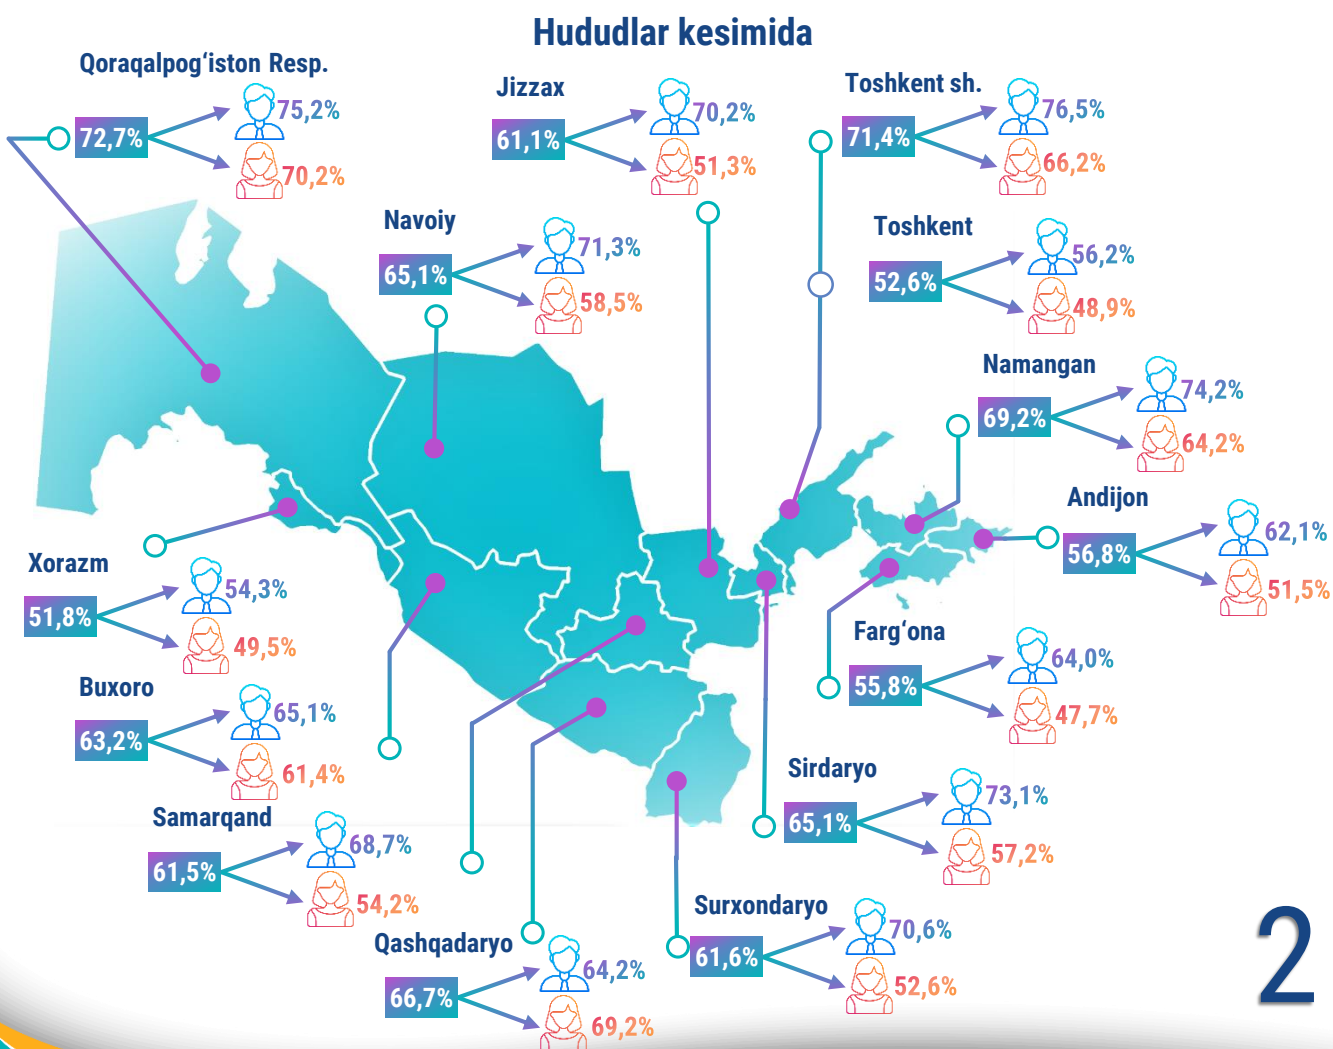 Hududlar kesimida
Qoraqalpog‘iston Resp.
72,7%
75,2%
70,2%
Jizzax
61,1%
70,2%
51,3%
Toshkent sh.
71,4%
76,5%
66,2%
Navoiy
65,1%
71,3%
58,5%
Toshkent
52,6%
56,2%
48,9%
Namangan
69,2%
74,2%
64,2%
Andijon
56,8%
62,1%
51,5%
Xorazm
51,8%
54,3%
49,5%
Farg‘ona
55,8%
64,0%
47,7%
Buxoro
63,2%
65,1%
61,4%
Sirdaryo
65,1%
73,1%
57,2%
Samarqand
61,5%
68,7%
54,2%
Surxondaryo
61,6%
70,6%
52,6%
Qashqadaryo
66,7%
64,2%
69,2%
2